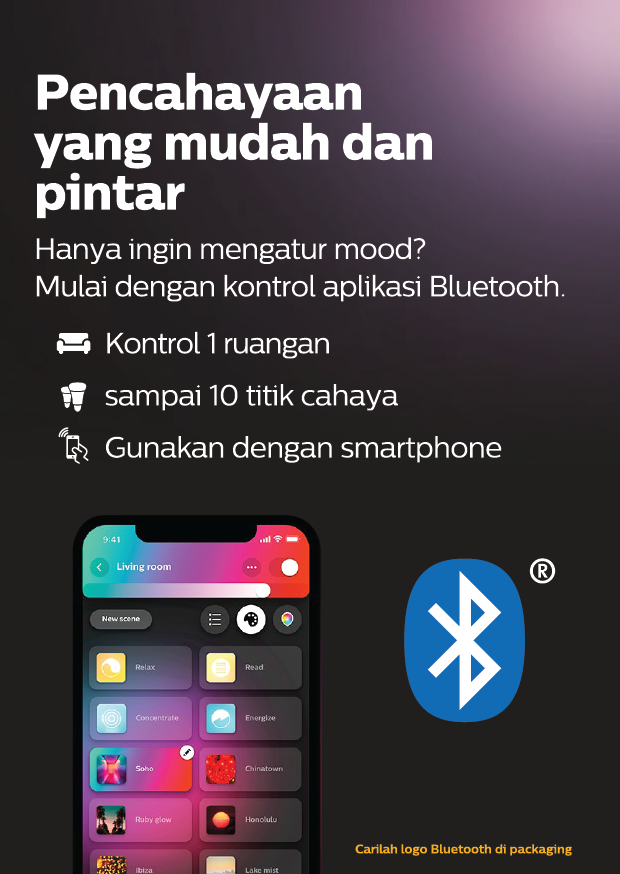 Pencahayaan
yang mudah dan
pintar
Hanya ingin mengatur mood?
Mulai dengan kontrol aplikasi Bluetooth.
Kontrol 1 ruangan
sampai 10 titik cahaya
Gunakan dengan smartphone
9:41
Living room
New scene
Relax
Read
Concentrate
Energize
Soho
Chinatown
Ruby glow
Honolulu
Ibiza
Lake mist
®
Carilah logo Bluetooth di packaging